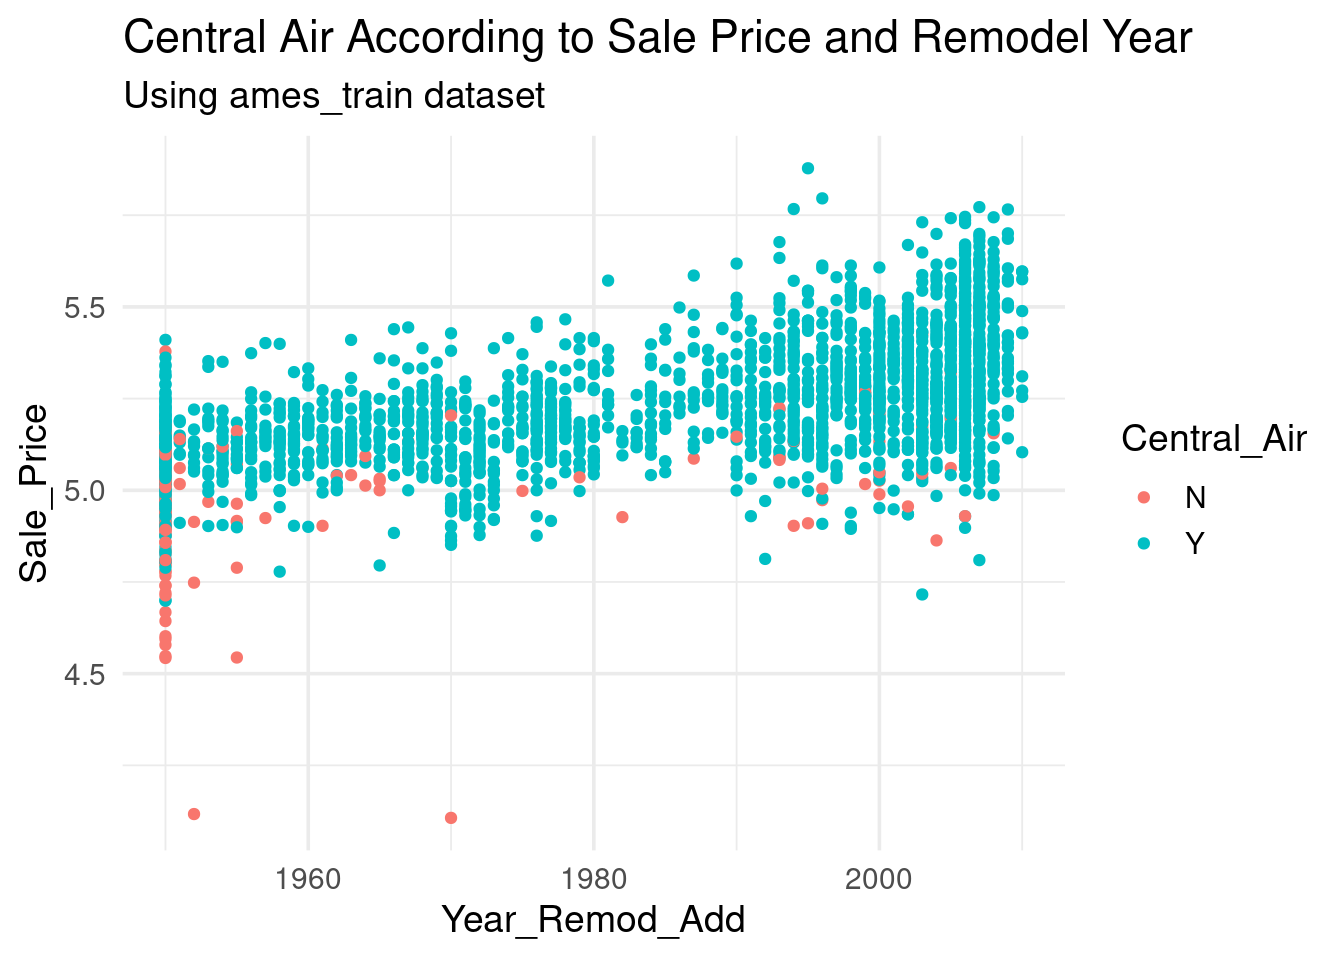 Central Air According to Sale Price and Remodel Year
Using ames_train dataset
Sale_Price
5.5
5.0
4.5
1960
1980
2000
Year_Remod_Add
Central_Air
N
Y